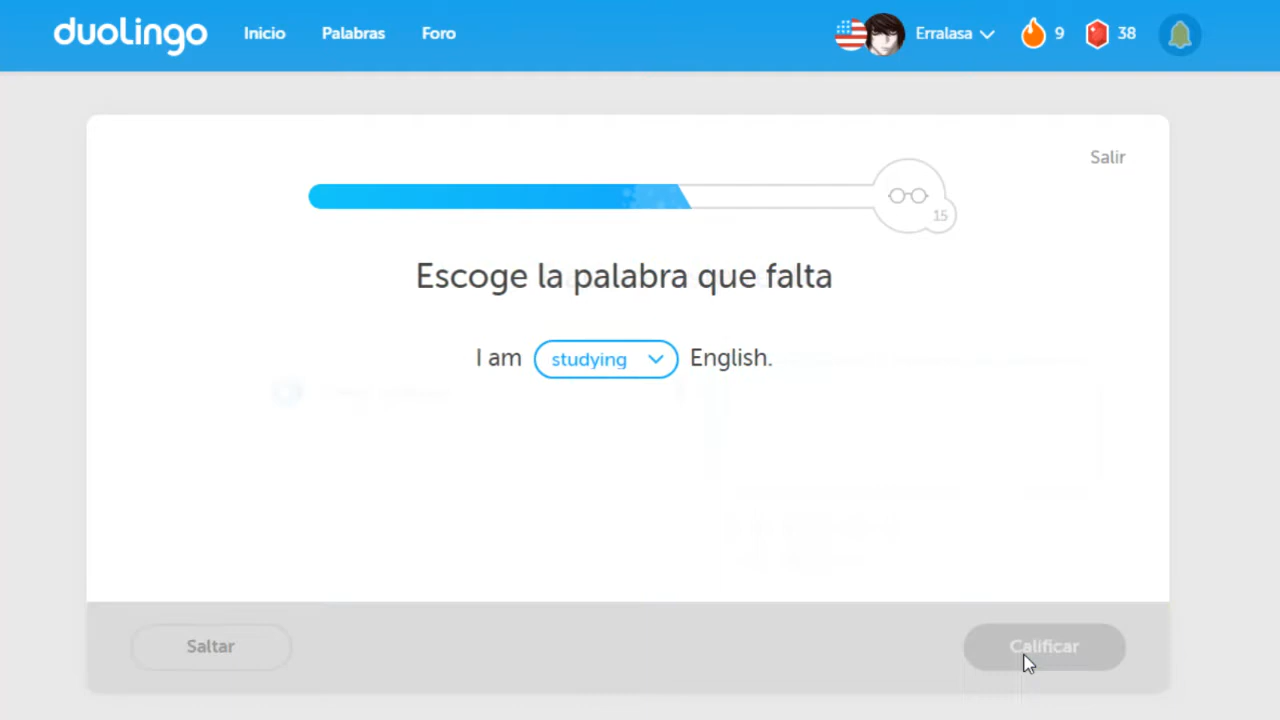 duolingo Inicio Palabras Foro Erralasa 9 38
Salir
15
Escoge la palabra que falta
I am studying English.
Saltar Calificar